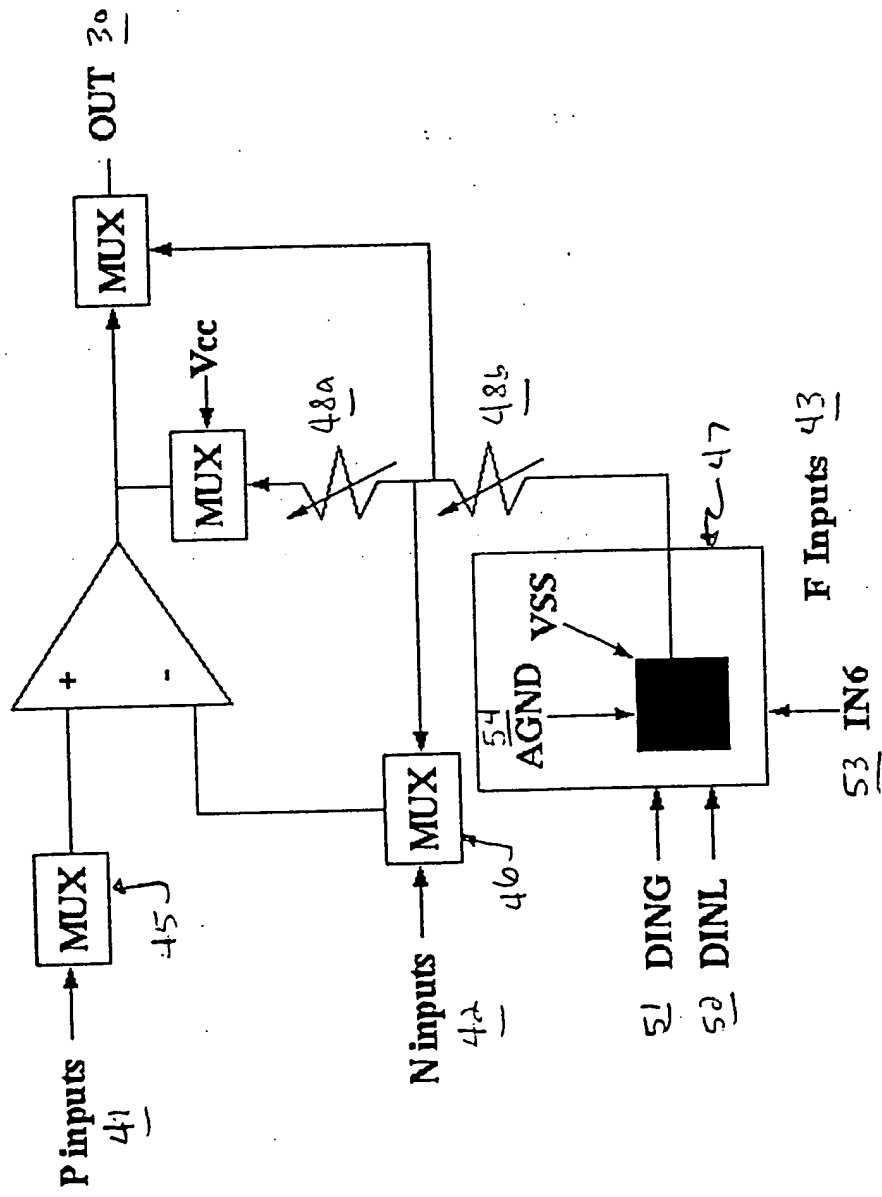 P inputs
41
MUX
45
+
-
MUX
OUT 30
MUX
Vcc
48a
48b
N inputs
42
MUX
46
54
AGND
VSS
47
51 DING
52 DINL
53 IN6
F Inputs 43